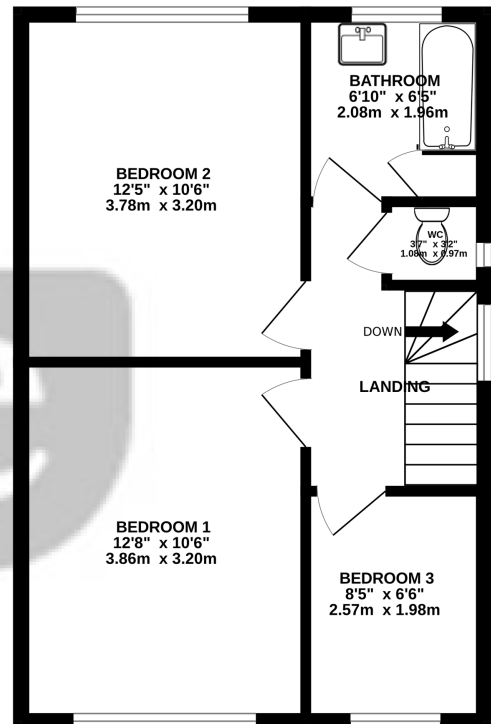 BATHROOM
6'10" x 6'5"
2.08m x 1.96m
BEDROOM 2
12'5" x 10'6"
3.78m x 3.20m
WC
3'7" x 3'2"
1.08m x 0.97m
DOWN
LANDING
BEDROOM 1
12'8" x 10'6"
3.86m x 3.20m
BEDROOM 3
8'5" x 6'6"
2.57m x 1.98m